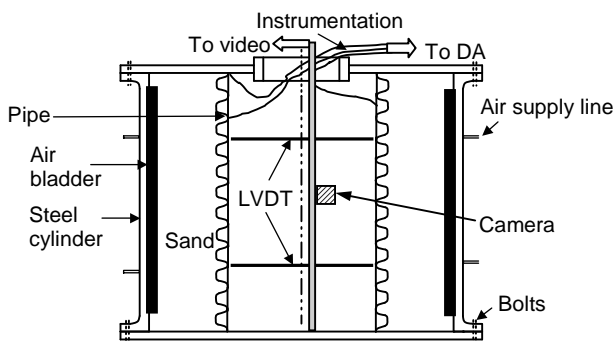 Instrumentation
To video
To DA
Pipe
Air supply line
Air
bladder
LVDT
Steel
cylinder
Camera
Sand
Bolts